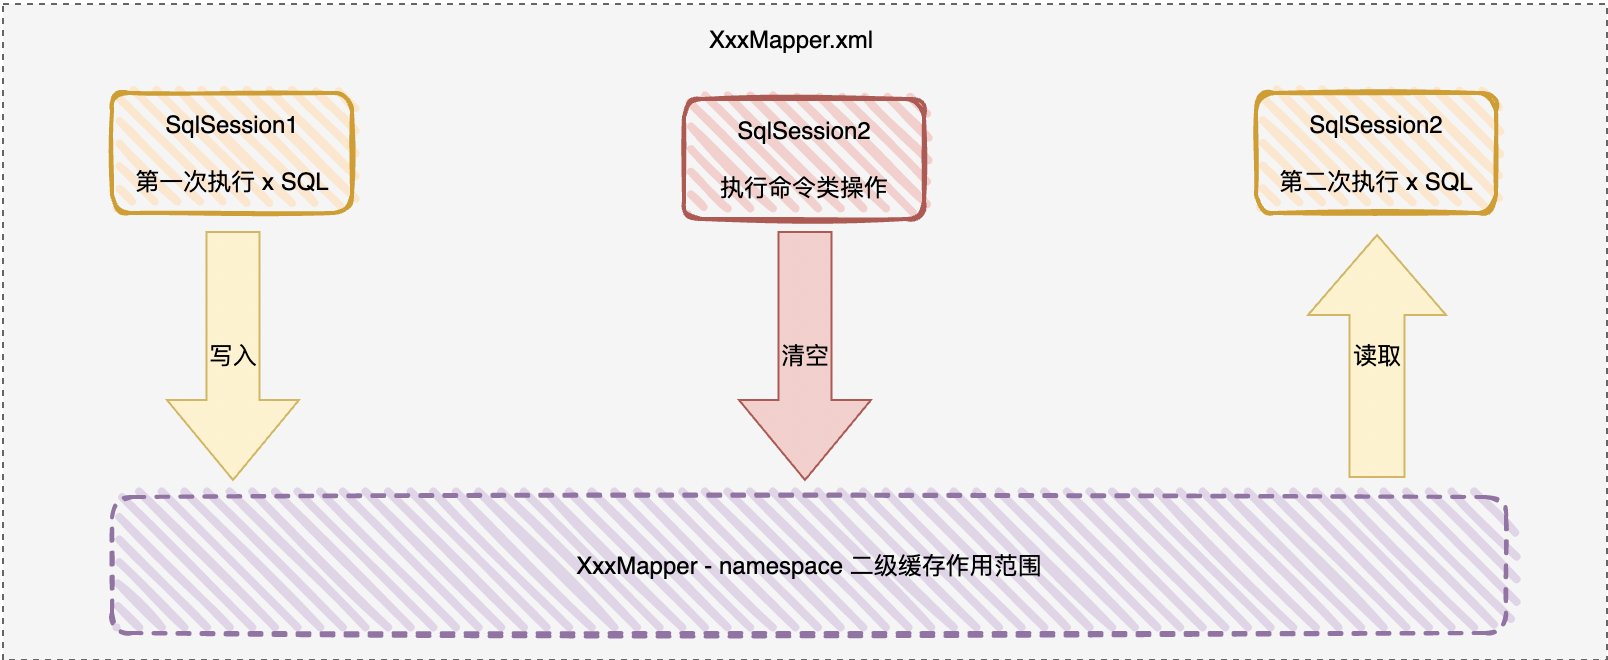 XxxMapper.xml
SqlSession1
第一次执行 x SQL
SqlSession2
执行命令类操作
SqlSession2
第二次执行 x SQL
写入
清空
读取
XxxMapper - namespace 二级缓存作用范围